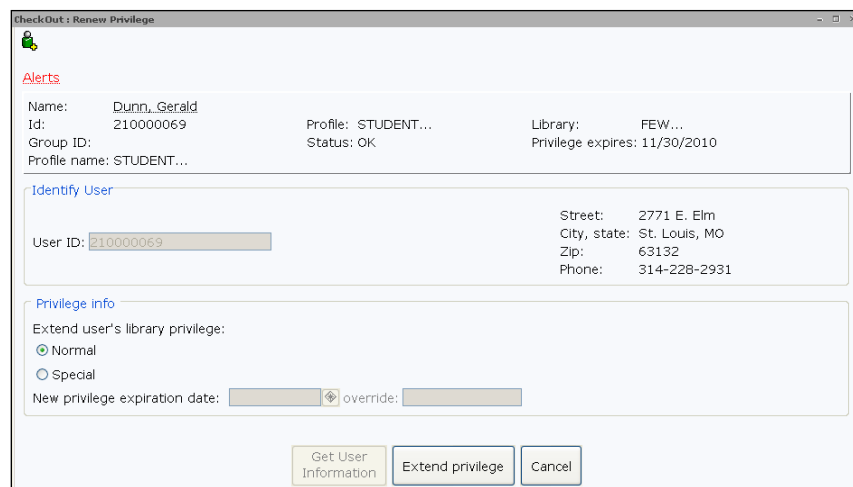 CheckOut : Renew Privilege
Alerts
Name: Dunn, Gerald
Id: 210000069 Profile: STUDENT... Library: FEW...
Group ID: Status: OK Privilege expires: 11/30/2010
Profile name: STUDENT...
Identify User
Street: 2771 E. Elm
City, state: St. Louis, MO
User ID: 210000069
Zip: 63132
Phone: 314-228-2931
Privilege info
Extend user's library privilege:
Normal
Special
New privilege expiration date: override:
Get User
Information
Extend privilege
Cancel